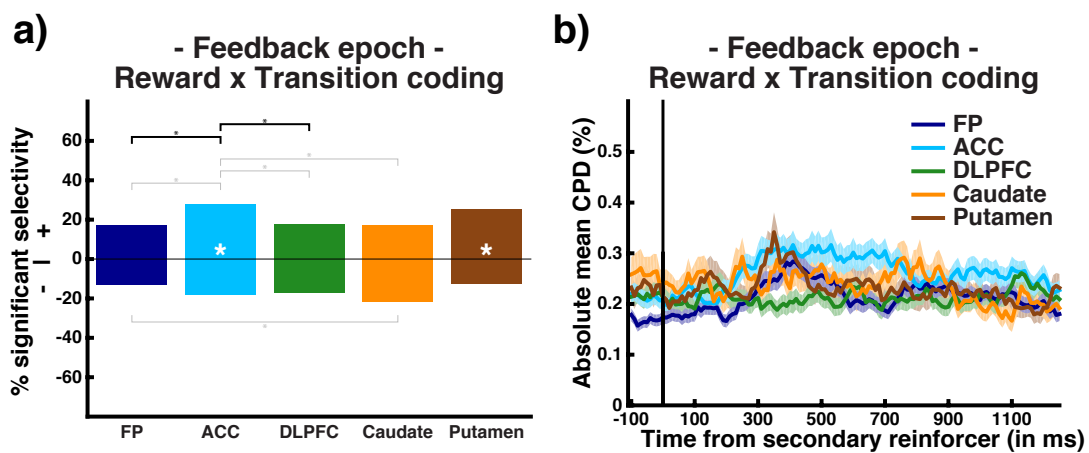 a)
- Feedback epoch -
Reward x Transition coding
% significant selectivity
- | +
60
40
20
0
-20
-40
-60
*
*
*
*
*
*
*
*
FP
ACC
DLPFC
Caudate
Putamen
b)
- Feedback epoch -
Reward x Transition coding
Absolute mean CPD (%)
0.5
0.4
0.3
0.2
0.1
0
FP
ACC
DLPFC
Caudate
Putamen
-100
100
300
500
700
900
1100
Time from secondary reinforcer (in ms)